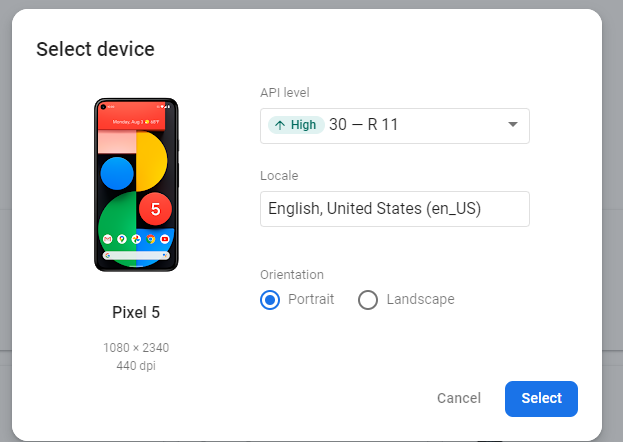 Select device
API level
High 30 — R 11
Locale
English, United States (en_US)
Orientation
Portrait
Landscape
5
Pixel 5
1080 × 2340
440 dpi
Cancel
Select